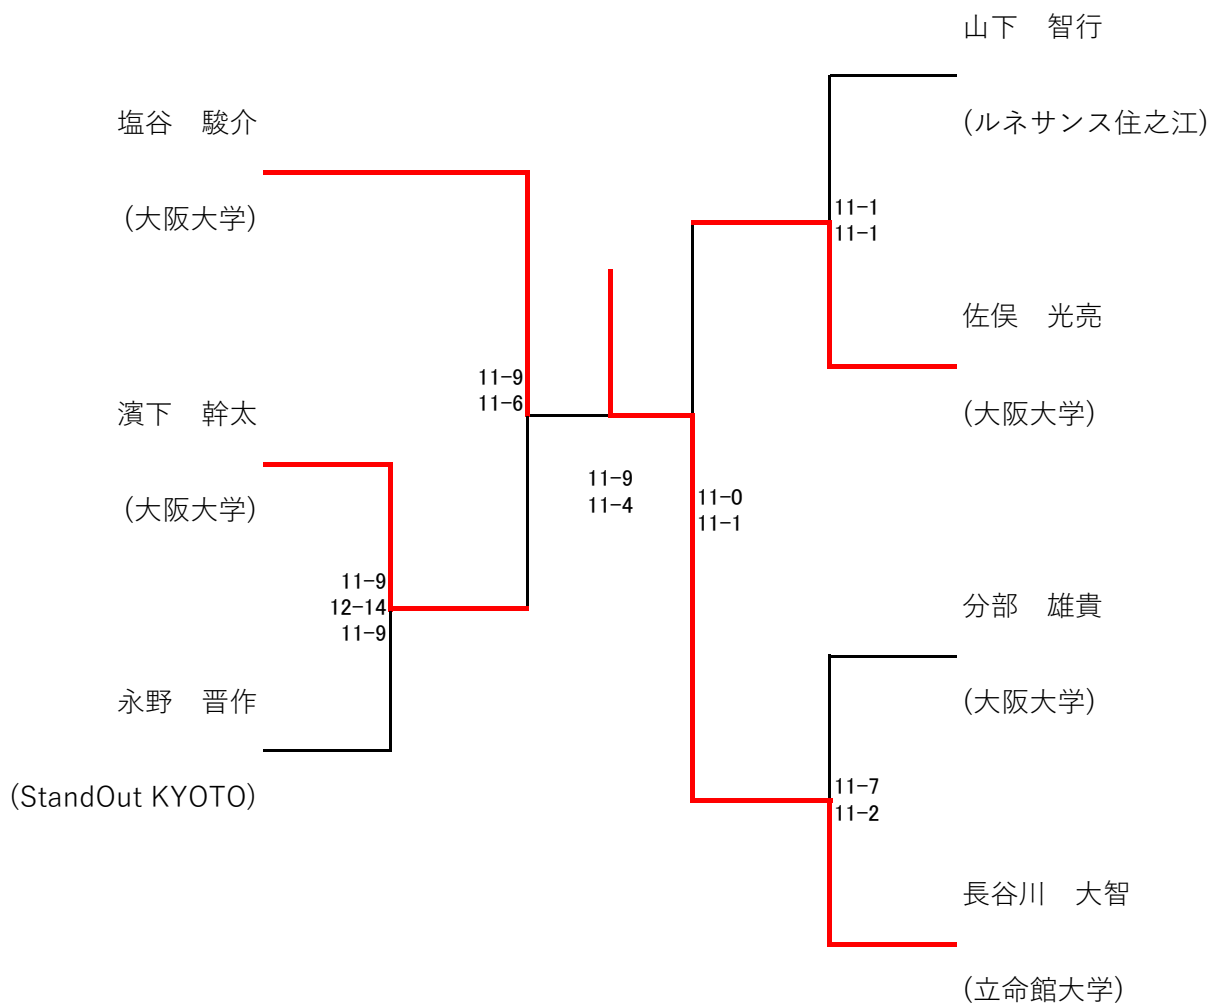 塩谷　駿介
(大阪大学)
11-9
11-6
濱下　幹太
(大阪大学)
11-9
12-14
11-9
永野　晋作
(StandOut KYOTO)
11-9
11-4
山下　智行
(ルネサンス住之江)
11-1
11-1
佐俣　光亮
(大阪大学)
11-0
11-1
分部　雄貴
(大阪大学)
11-7
11-2
長谷川　大智
(立命館大学)